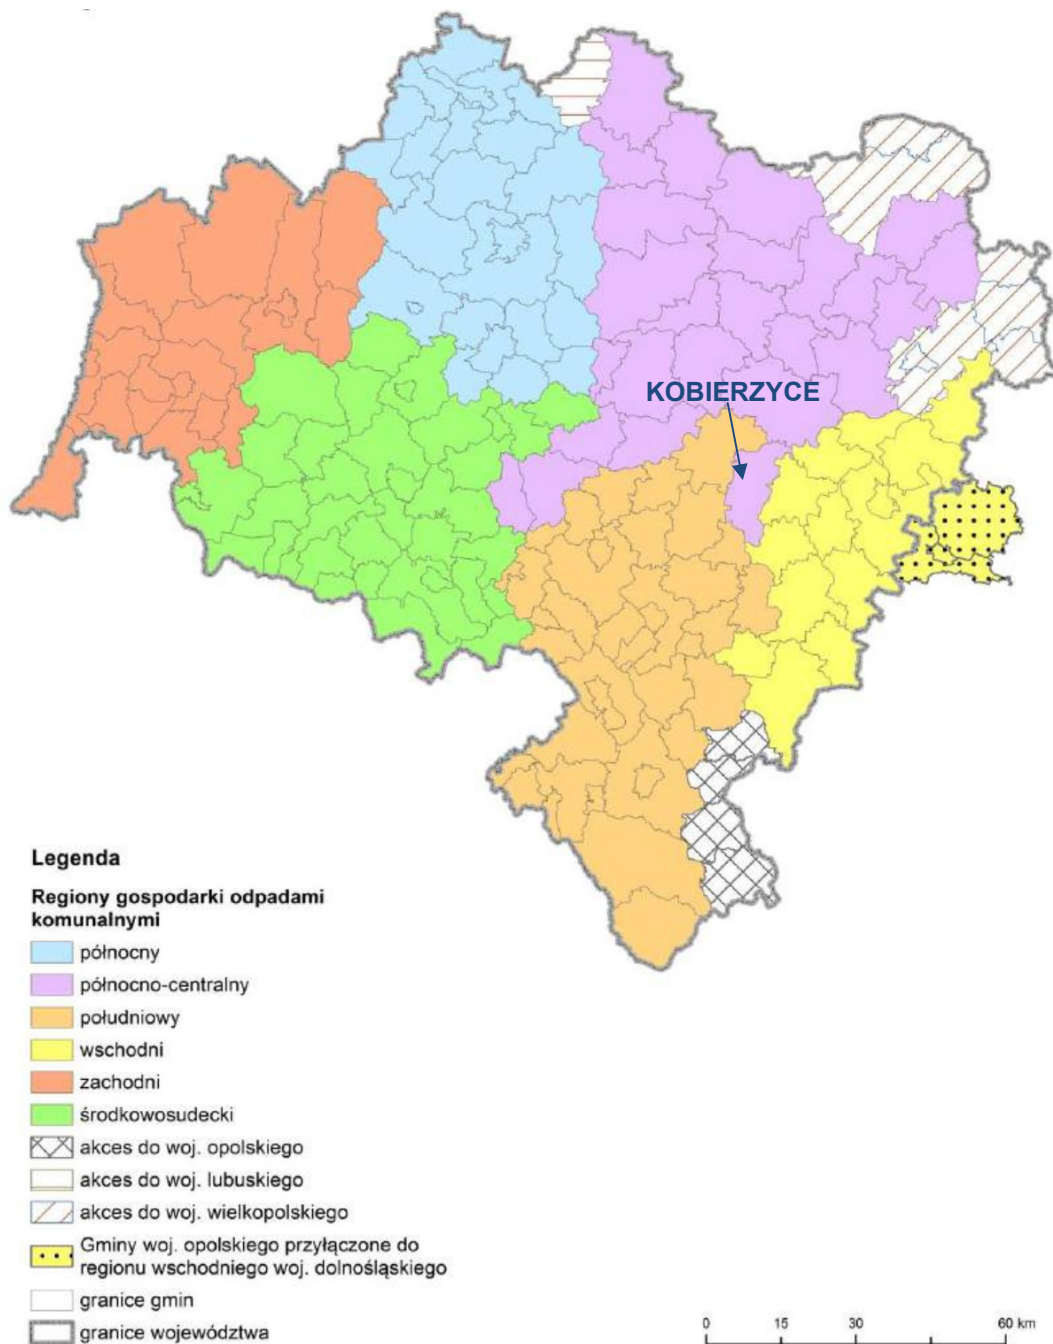 KOBIERZYCE
Legenda
Regiony gospodarki odpadami
komunalnymi
północny
północno-centralny
południowy
wschodni
zachodni
środkowosudecki
akces do woj. opolskiego
akces do woj. lubuskiego
akces do woj. wielkopolskiego
Gminy woj. opolskiego przyłączone do
regionu wschodniego woj. dolnośląskiego
granice gmin
granice województwa
0 15 30 60 km